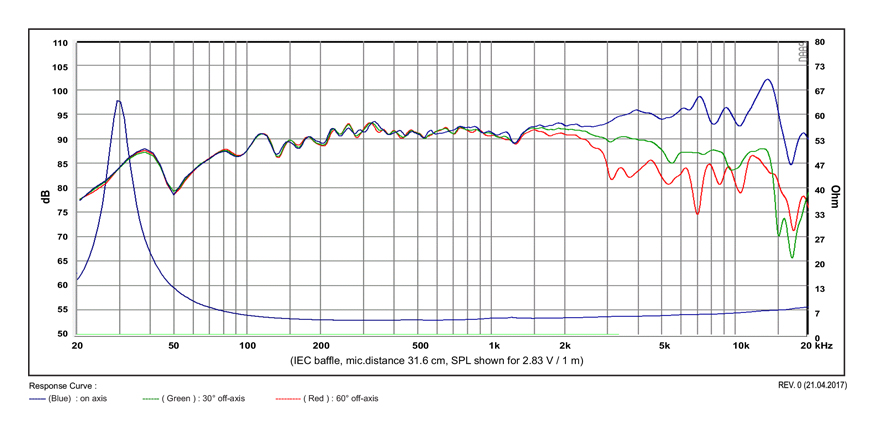 110 80
105 73
100 67
95 60
90 53
85 47
80 40
75 33
70 27
65 20
60 13
55 7
50 0
dB
Ohm
20 50 100 200 500 1k 2k 5k 10k 20 kHz
(IEC baffle, mic.distance 31.6 cm, SPL shown for 2.83 V / 1 m)
Response Curve :
REV. 0 (21.04.2017)
(Blue) : on axis ( Green ) : 30° off-axis ( Red ) : 60° off-axis